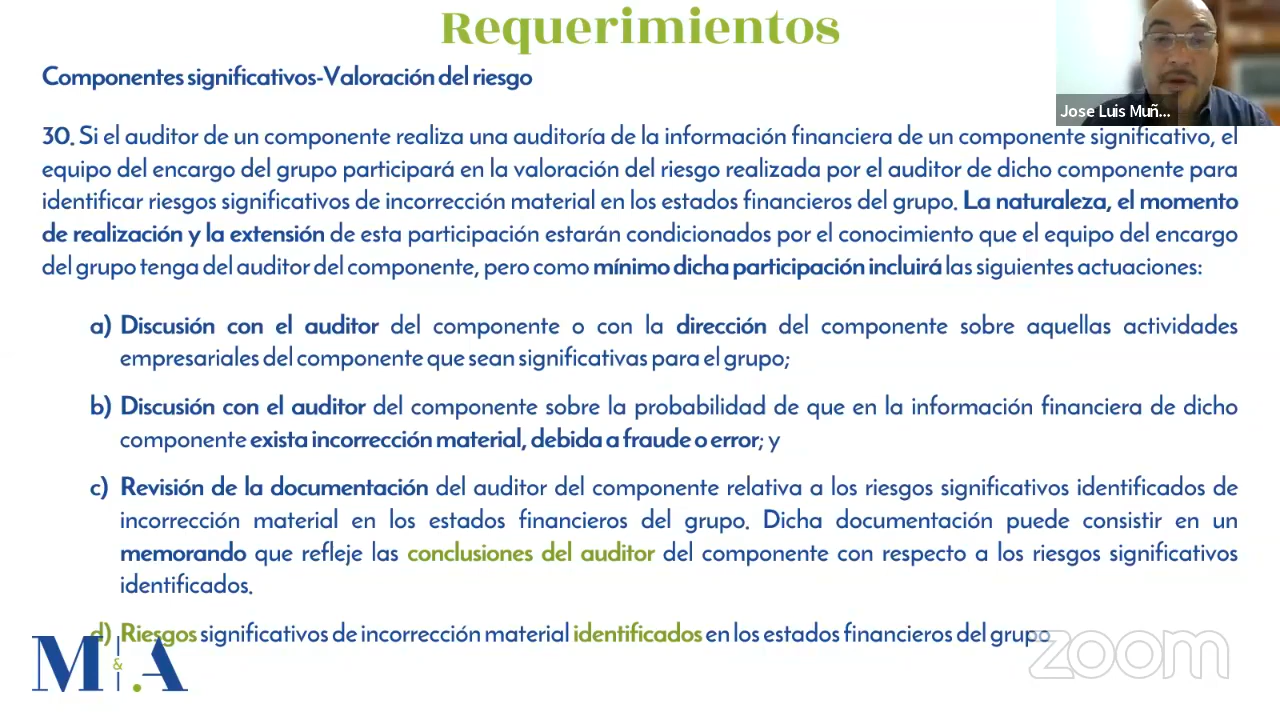 Requerimientos
Jose Luis Muñ...
Componentes significativos-Valoración del riesgo
30. Si el auditor de un componente realiza una auditoría de la información financiera de un componente significativo, el
equipo del encargo del grupo participará en la valoración del riesgo realizada por el auditor de dicho componente para
identificar riesgos significativos de incorrección material en los estados financieros del grupo. La naturaleza, el momento
de realización y la extensión de esta participación estarán condicionados por el conocimiento que el equipo del encargo
del grupo tenga del auditor del componente, pero como mínimo dicha participación incluirá las siguientes actuaciones:
a) Discusión con el auditor del componente o con la dirección del componente sobre aquellas actividades
empresariales del componente que sean significativas para el grupo;
b) Discusión con el auditor del componente sobre la probabilidad de que en la información financiera de dicho
componente exista incorrección material, debida a fraude o error; y
c) Revisión de la documentación del auditor del componente relativa a los riesgos significativos identificados de
incorrección material en los estados financieros del grupo. Dicha documentación puede consistir en un
memorando que refleje las conclusiones del auditor del componente con respecto a los riesgos significativos
identificados.
d) Riesgos significativos de incorrección material identificados en los estados financieros del grupo
M&A
zoom